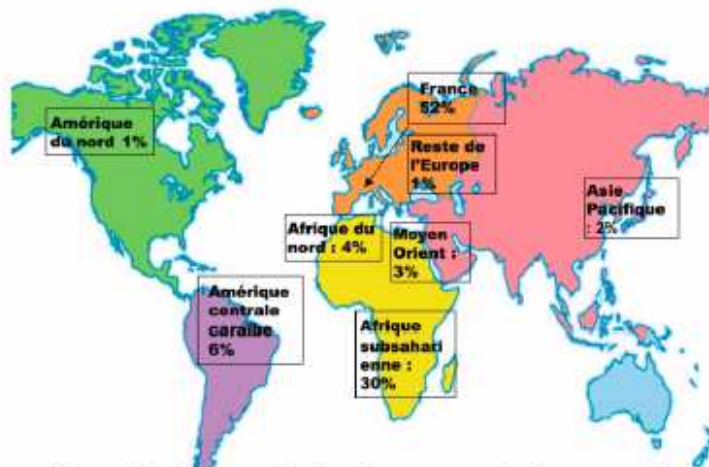 France
52%
Amérique
du nord 1%
Reste de
l'Europe
1%
Asie
Pacifique
: 2%
Afrique du
nord : 4%
Moyen
Orient :
3%
Amérique
centrale
caraïbe
6%
Afrique
subsahari
enne :
30%